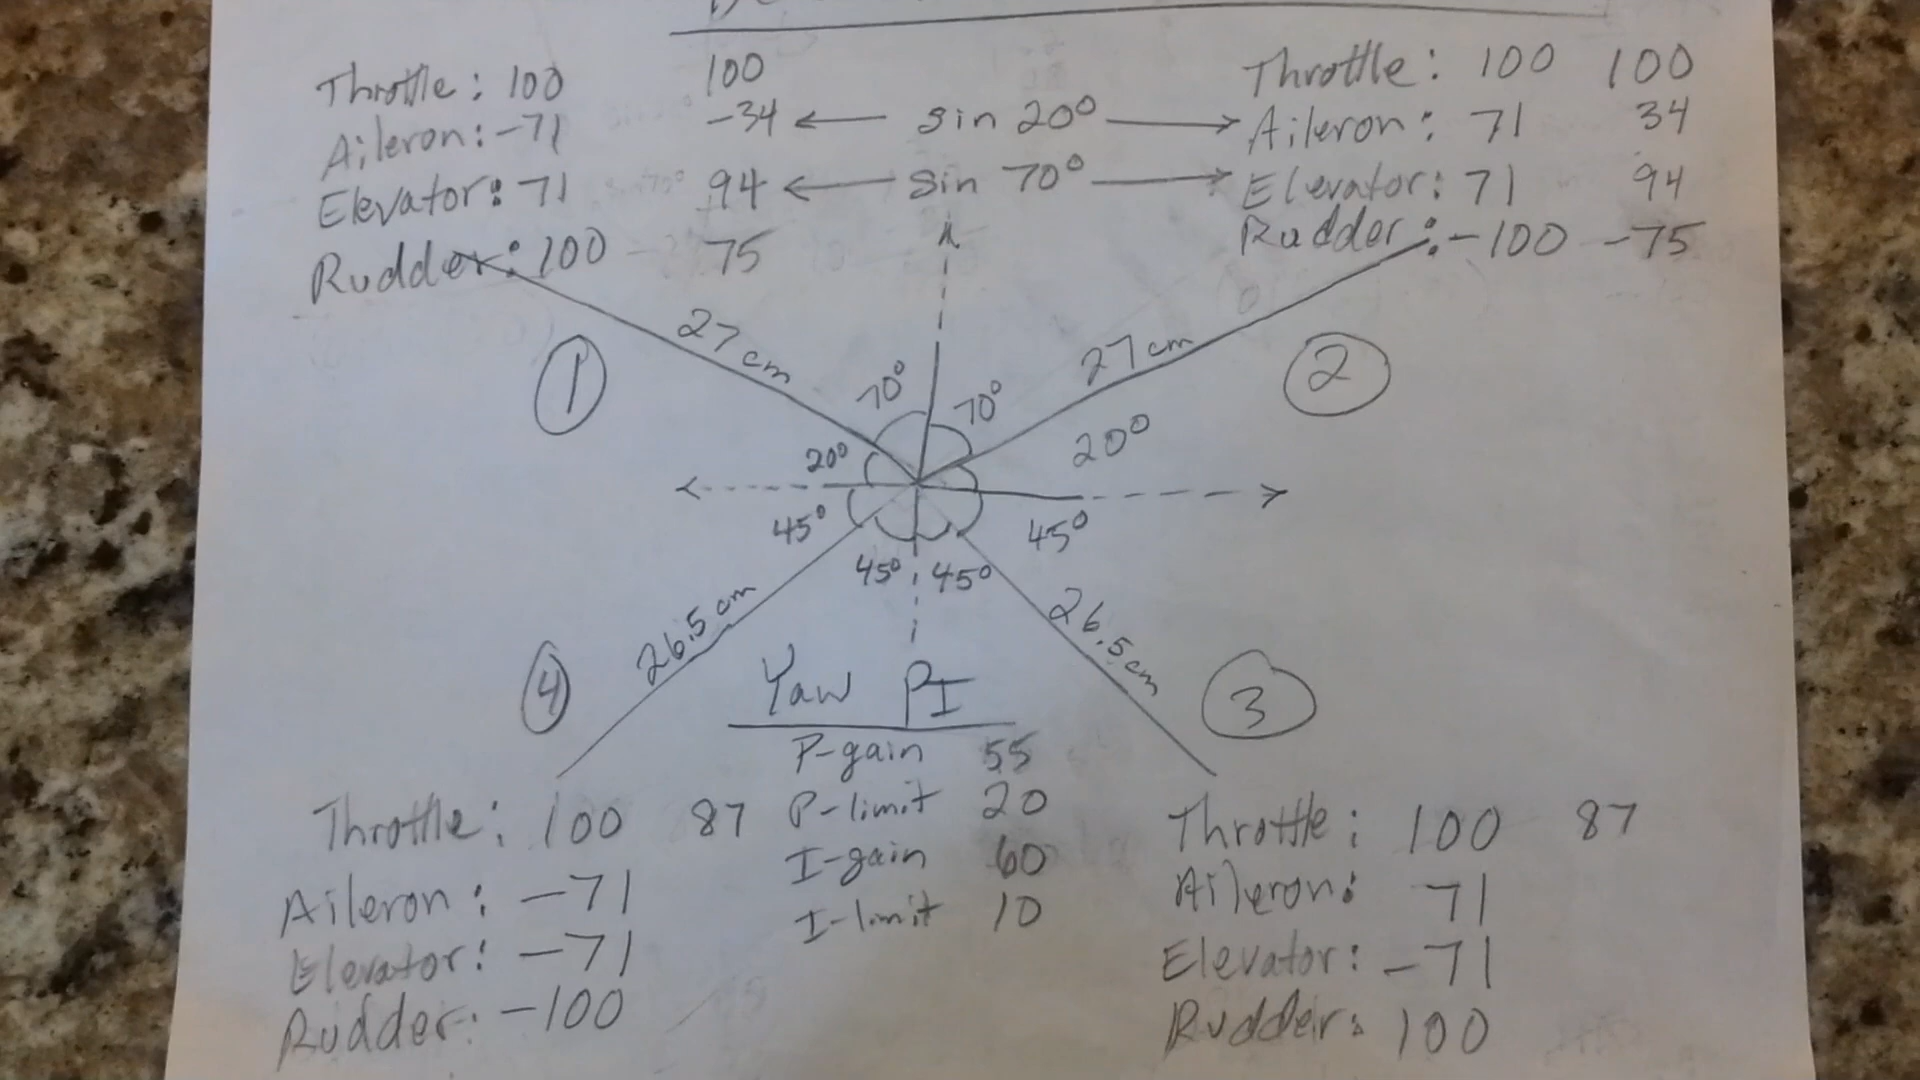 Throttle: 100 100
Aileron: -71 -34 ← sin 20° →
Elevator: 71 94 ← sin 70° →
Rudder: 100 75
Throttle: 100 100
Aileron: 71 34
Elevator: 71 94
Rudder: -100 -75
27 cm
27 cm
1
2
70°
70°
20°
20°
45°
45°
45°
45°
26.5 cm
26.5 cm
4
3
Yaw PI
P-gain 55
P-limit 20
I-gain 60
I-limit 10
Throttle: 100 87
Aileron: -71
Elevator: -71
Rudder: -100
Throttle: 100 87
Aileron: 71
Elevator: -71
Rudder: 100